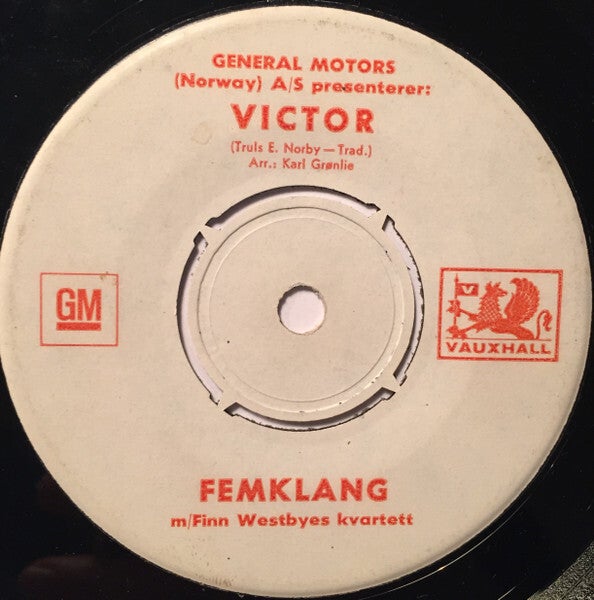 GENERAL MOTORS
(Norway) A/S presenterer:
VICTOR
(Truls E. Norby — Trad.)
Arr.: Karl Grønlie
GM
V
VAUXHALL
FEMKLANG
m/Finn Westbyes kvartett